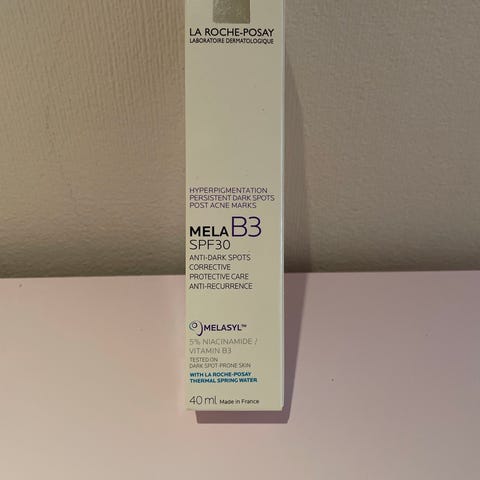 LA ROCHE-POSAY
LABORATOIRE DERMATOLOGIQUE
HYPERPIGMENTATION
PERSISTENT DARK SPOTS
POST ACNE MARKS
MELA B3
SPF30
ANTI-DARK SPOTS
CORRECTIVE
PROTECTIVE CARE
ANTI-RECURRENCE
MELASYL™
5% NIACINAMIDE /
VITAMIN B3
TESTED ON
DARK SPOT-PRONE SKIN
WITH LA ROCHE-POSAY
THERMAL SPRING WATER
40 ml Made in France